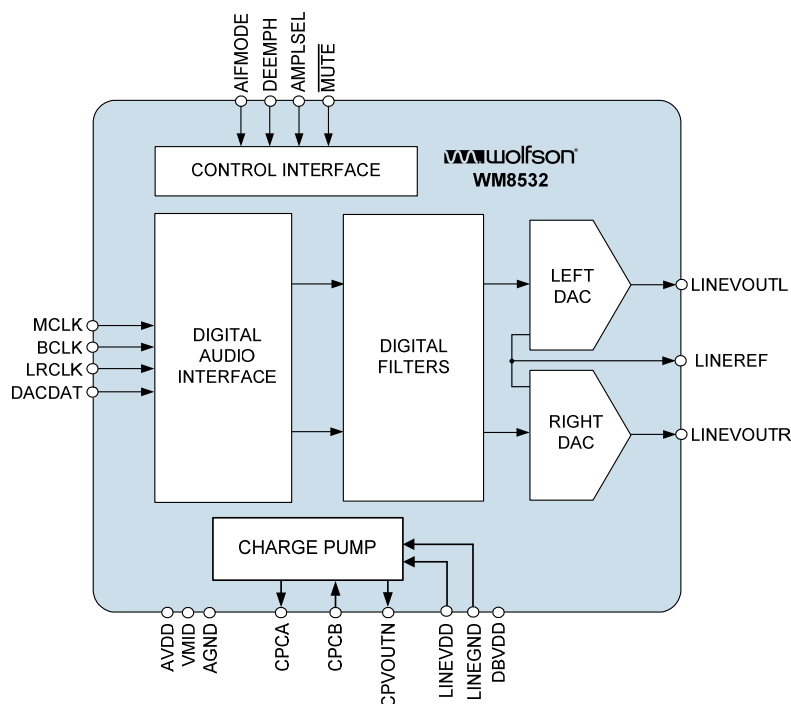 AIFMODE
DEEMPH
AMPLSEL
MUTE
CONTROL INTERFACE
wolfson®
WM8532
MCLK
BCLK
LRCLK
DACDAT
DIGITAL
AUDIO
INTERFACE
DIGITAL
FILTERS
LEFT
DAC
RIGHT
DAC
LINEVOUTL
LINEREF
LINEVOUTR
CHARGE PUMP
AVDD
VMID
AGND
CPCA
CPCB
CPVOUTN
LINEVDD
LINEGND
DBVDD